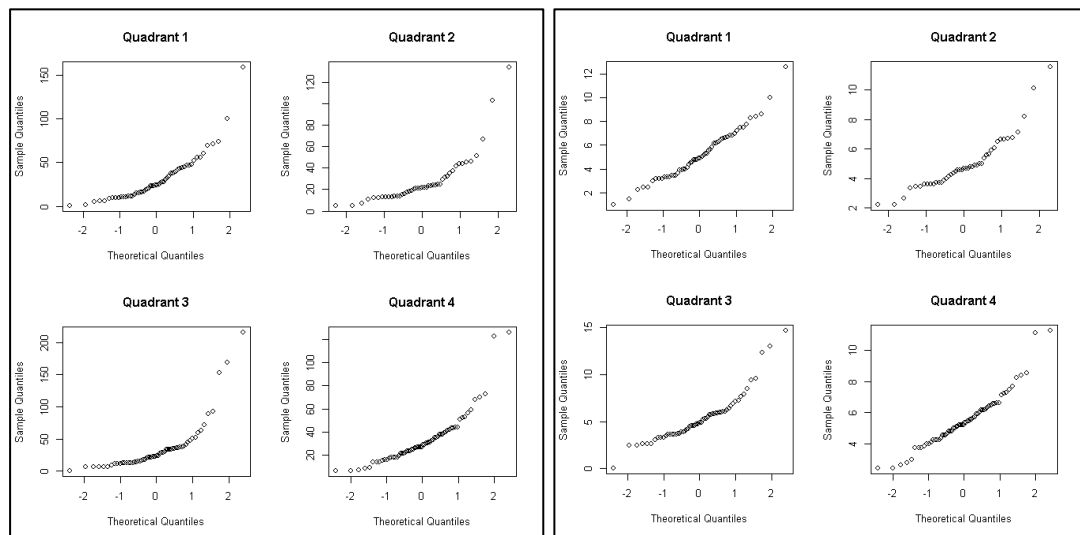 Quadrant 1
Sample Quantiles
0 50 100 150
-2 -1 0 1 2
Theoretical Quantiles
Quadrant 2
Sample Quantiles
0 20 40 60 80 120
-2 -1 0 1 2
Theoretical Quantiles
Quadrant 3
Sample Quantiles
0 50 100 150 200
-2 -1 0 1 2
Theoretical Quantiles
Quadrant 4
Sample Quantiles
20 40 60 80 100
-2 -1 0 1 2
Theoretical Quantiles
Quadrant 1
Sample Quantiles
2 4 6 8 10 12
-2 -1 0 1 2
Theoretical Quantiles
Quadrant 2
Sample Quantiles
2 4 6 8 10
-2 -1 0 1 2
Theoretical Quantiles
Quadrant 3
Sample Quantiles
0 5 10 15
-2 -1 0 1 2
Theoretical Quantiles
Quadrant 4
Sample Quantiles
4 6 8 10
-2 -1 0 1 2
Theoretical Quantiles